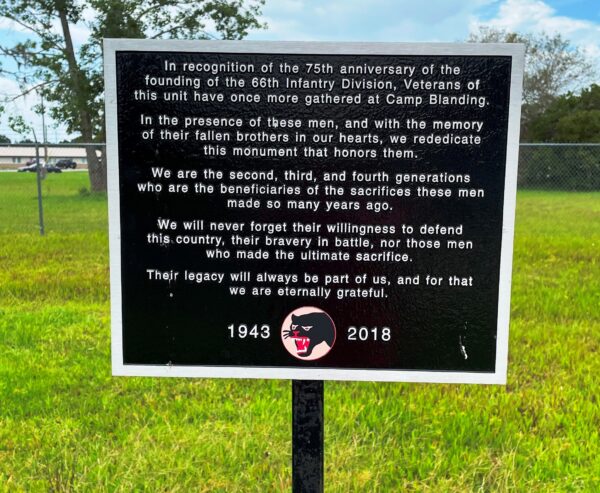 In recognition of the 75th anniversary of the
founding of the 66th Infantry Division, Veterans of
this unit have once more gathered at Camp Blanding.
In the presence of these men, and with the memory
of their fallen brothers in our hearts, we rededicate
this monument that honors them.
We are the second, third, and fourth generations
who are the beneficiaries of the sacrifices these men
made so many years ago.
We will never forget their willingness to defend
this country, their bravery in battle, nor those men
who made the ultimate sacrifice.
Their legacy will always be part of us, and for that
we are eternally grateful.
1943 2018